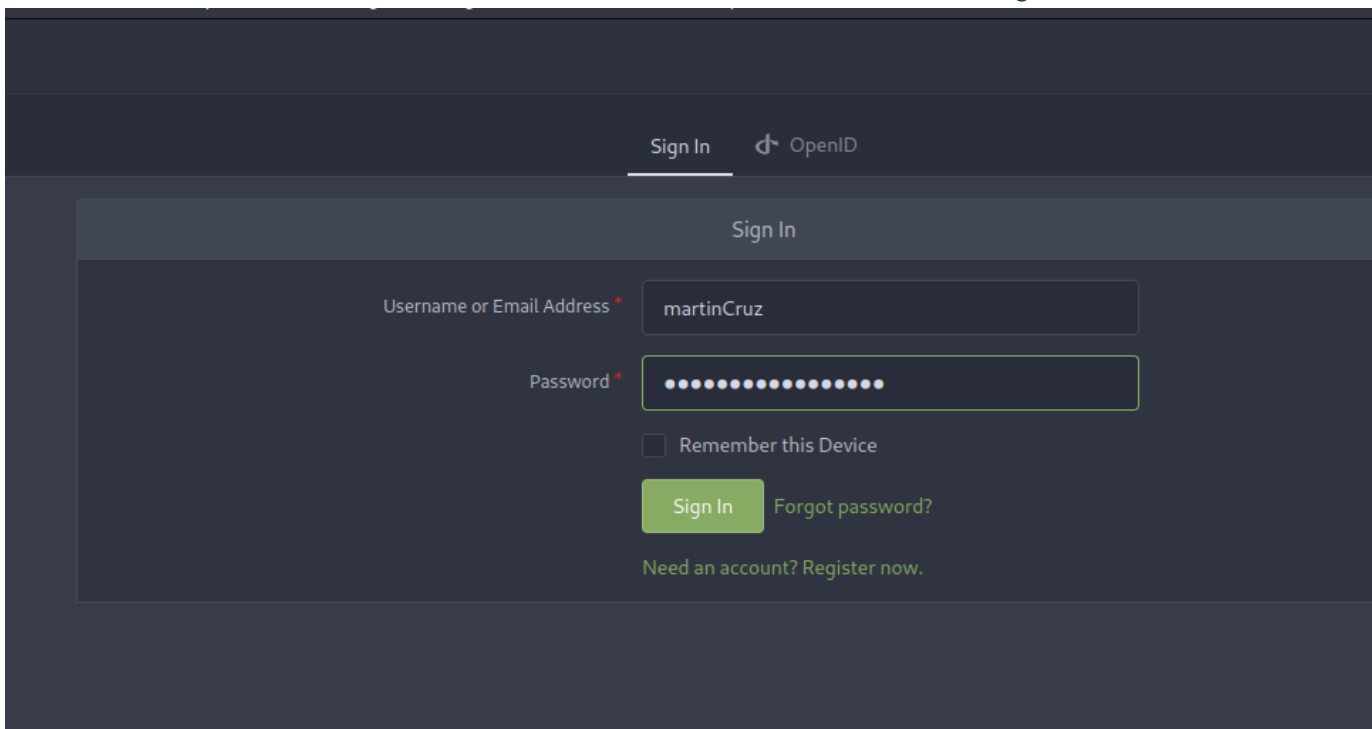 Sign In
OpenID
Sign In
Username or Email Address *
martinCruz
Password *
•••••••••••••••••
Remember this Device
Sign In
Forgot password?
Need an account? Register now.